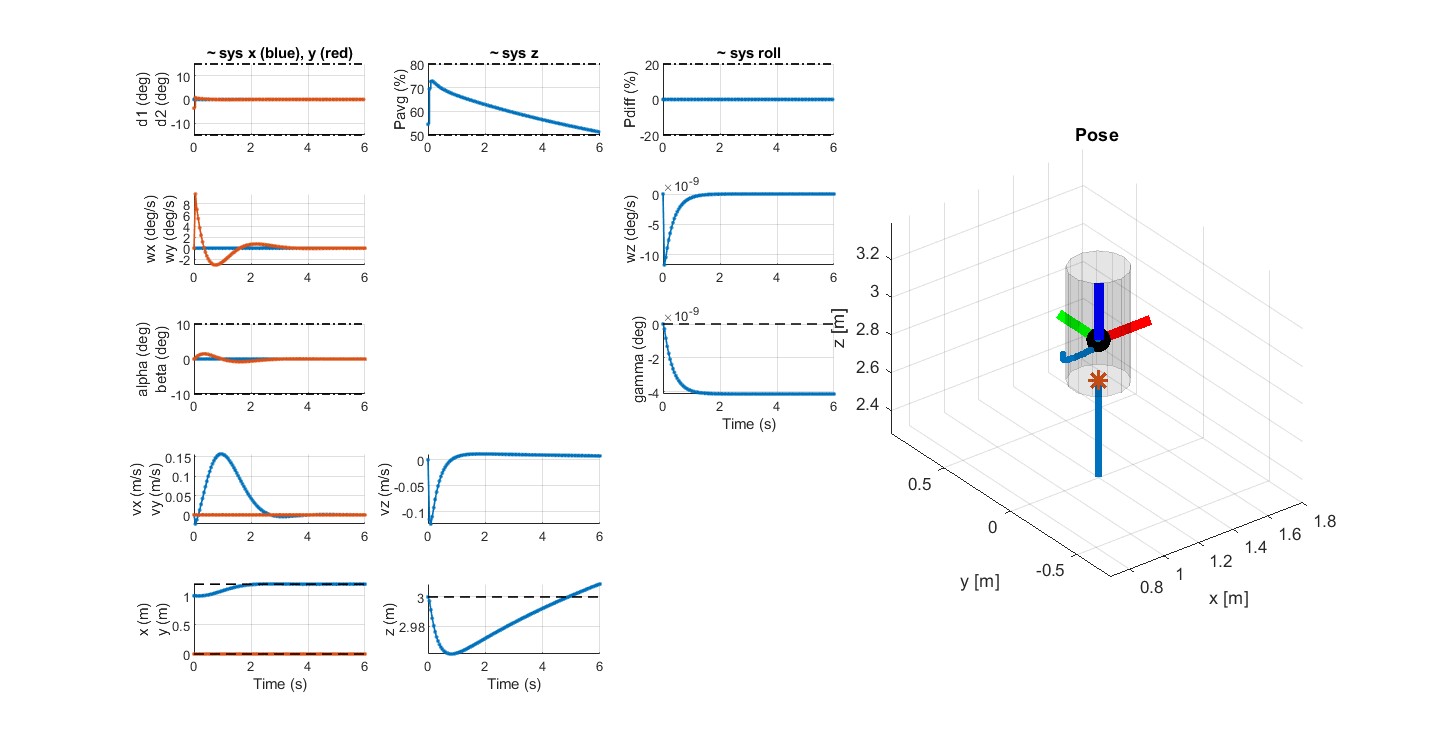 ~ sys x (blue), y (red)
d1 (deg)
d2 (deg)
10
0
-10
0 2 4 6
~ sys z
Pavg (%)
80
70
60
50
0 2 4 6
~ sys roll
Pdiff (%)
20
0
-20
0 2 4 6
wx (deg/s)
wy (deg/s)
8
6
4
2
0
-2
0 2 4 6
×10-9
wz (deg/s)
0
-5
-10
0 2 4 6
alpha (deg)
beta (deg
10
0
-10
0 2 4 6
×10-9
gamma (deg)
0
-2
-4
0 2 4 6
Time (s)
vx (m/s)
vy (m/s)
0.15
0.1
0.05
0
0 2 4 6
vz (m/s)
0
-0.05
-0.1
0 2 4 6
x (m)
y (m)
1
0.5
0
0 2 4 6
Time (s)
z (m)
3
2.98
0 2 4 6
Time (s)
Pose
z [m]
3.2
3
2.8
2.6
2.4
0.5
0
-0.5
y [m]
0.8
1
1.2
1.4
1.6
1.8
x [m]